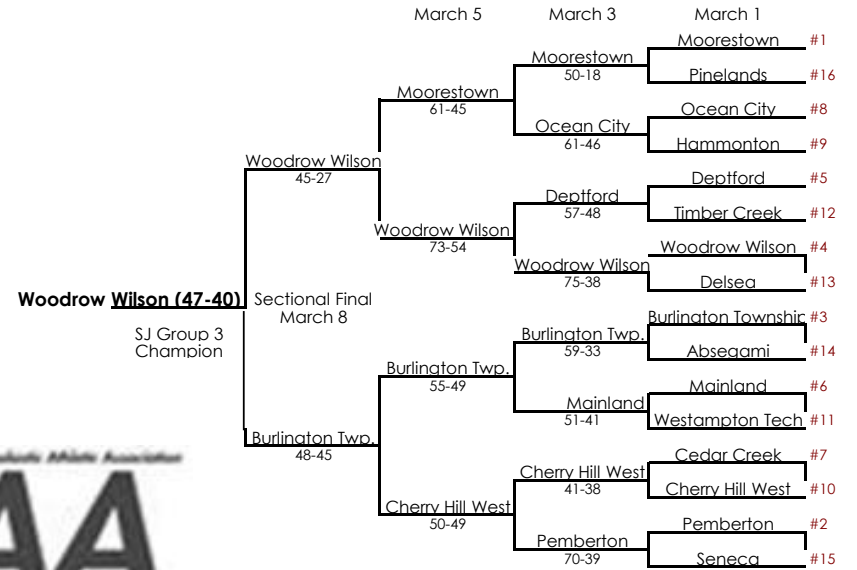 March 5 March 3 March 1
Moorestown #1
Moorestown
50-18
Pinelands #16
Moorestown
61-45
Ocean City #8
Ocean City
61-46
Hammonton #9
Woodrow Wilson
45-27
Deptford #5
Deptford
57-48
Timber Creek #12
Woodrow Wilson
73-54
Woodrow Wilson #4
Woodrow Wilson
75-38
Delsea #13
Woodrow Wilson (47-40)
Sectional Final
March 8
SJ Group 3
Champion
Burlington Township #3
Burlington Twp.
59-33
Absegami #14
Burlington Twp.
55-49
Mainland #6
Mainland
51-41
Westampton Tech #11
Burlington Twp.
48-45
Cedar Creek #7
Cherry Hill West
41-38
Cherry Hill West #10
Cherry Hill West
50-49
Pemberton #2
Pemberton
70-39
Seneca #15
Athletic Association
AA